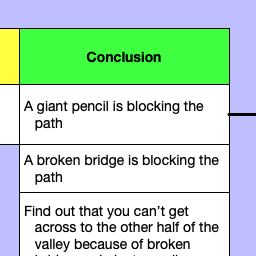 Conclusion
A giant pencil is blocking the
path
A broken bridge is blocking the
path
Find out that you can't get
across to the other half of the
valley because of broken